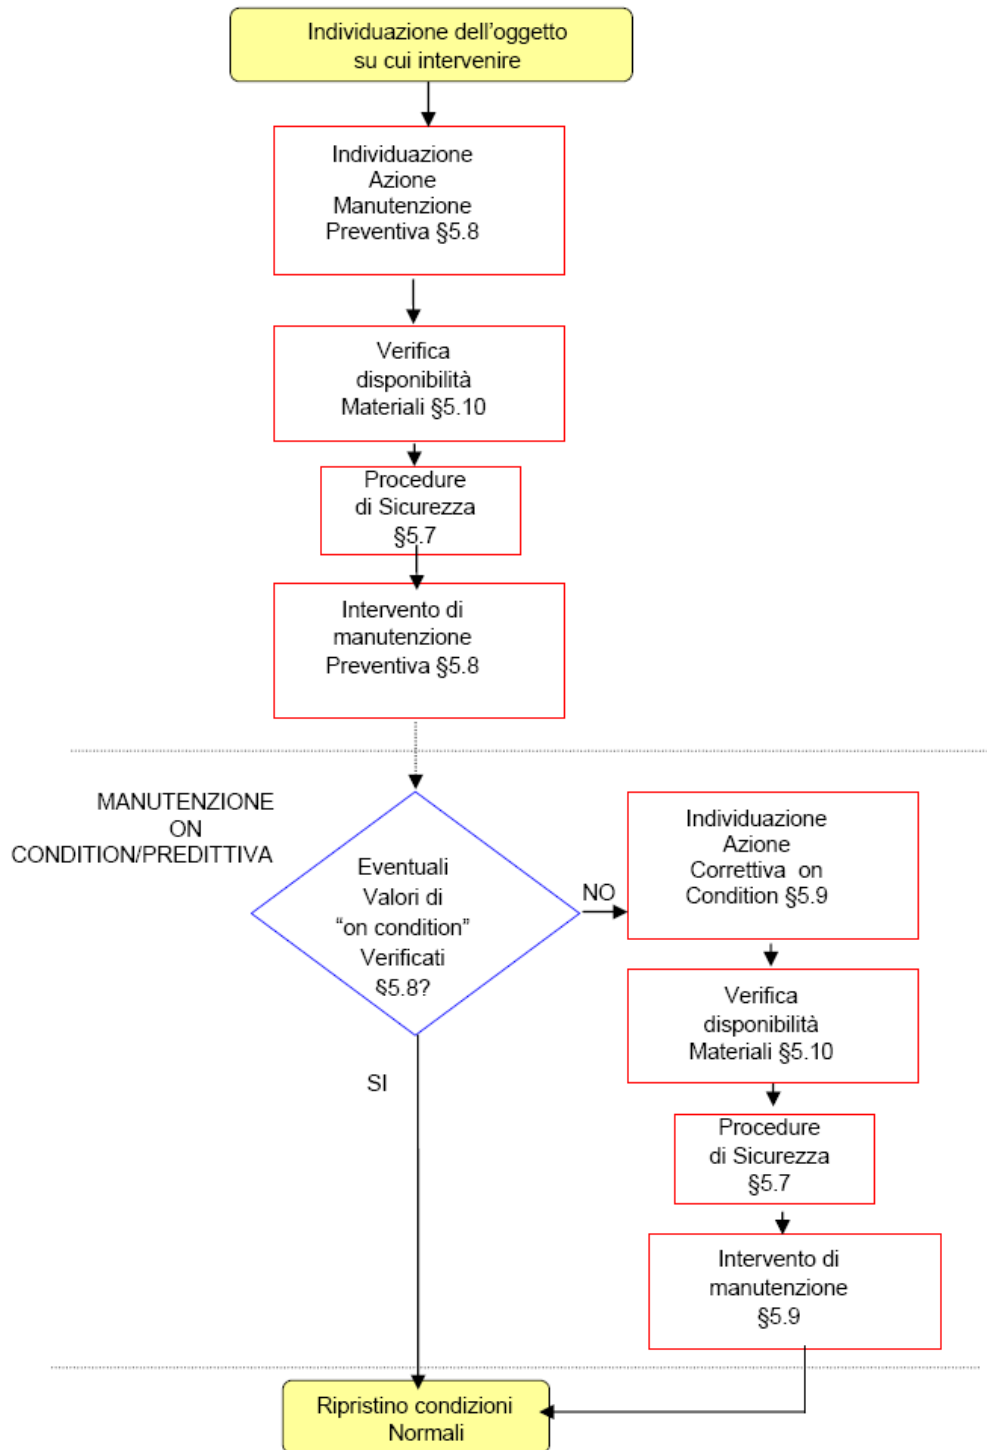 Individuazione dell'oggetto
su cui intervenire
Individuazione
Azione
Manutenzione
Preventiva §5.8
Verifica
disponibilità
Materiali §5.10
Procedure
di Sicurezza
§5.7
Intervento di
manutenzione
Preventiva §5.8
MANUTENZIONE
ON
CONDITION/PREDITTIVA
Eventuali
Valori di
“on condition”
Verificati
§5.8?
NO
Individuazione
Azione
Correttiva on
Condition §5.9
Verifica
disponibilità
Materiali §5.10
SI
Procedure
di Sicurezza
§5.7
Intervento di
manutenzione
§5.9
Ripristino condizioni
Normali